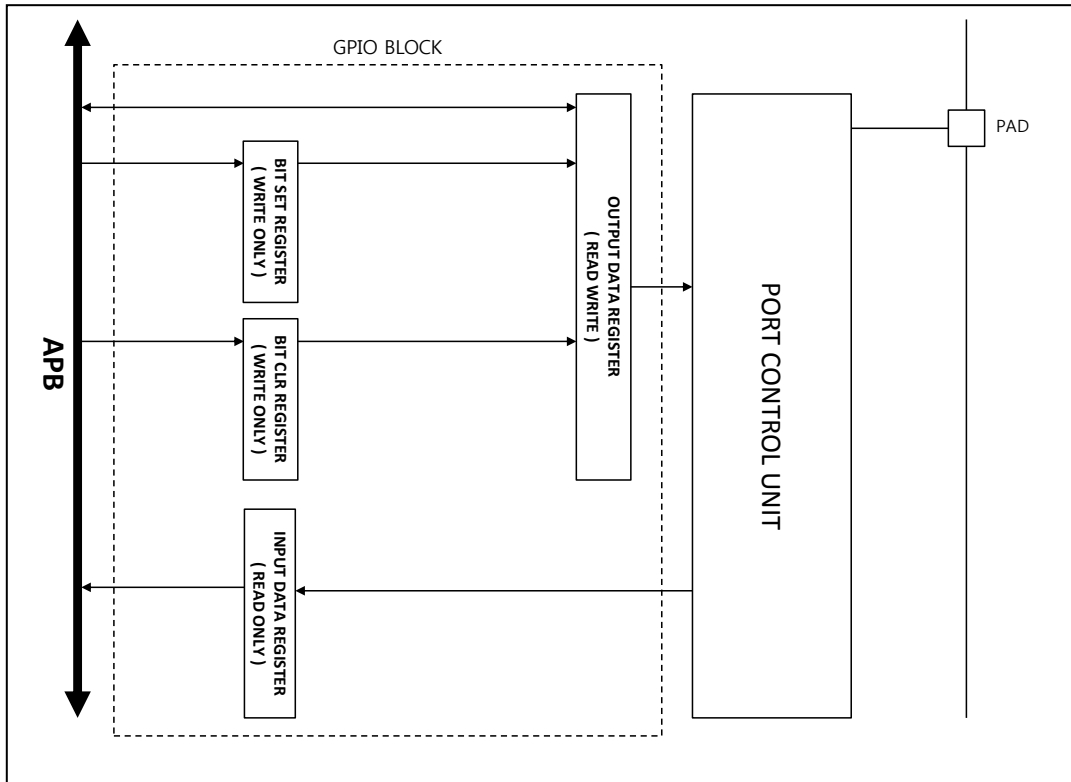 GPIO BLOCK
PAD
BIT SET REGISTER
( WRITE ONLY )
OUTPUT DATA REGISTER
( READ WRITE )
PORT CONTROL UNIT
APB
BIT CLR REGISTER
( WRITE ONLY )
INPUT DATA REGISTER
( READ ONLY )